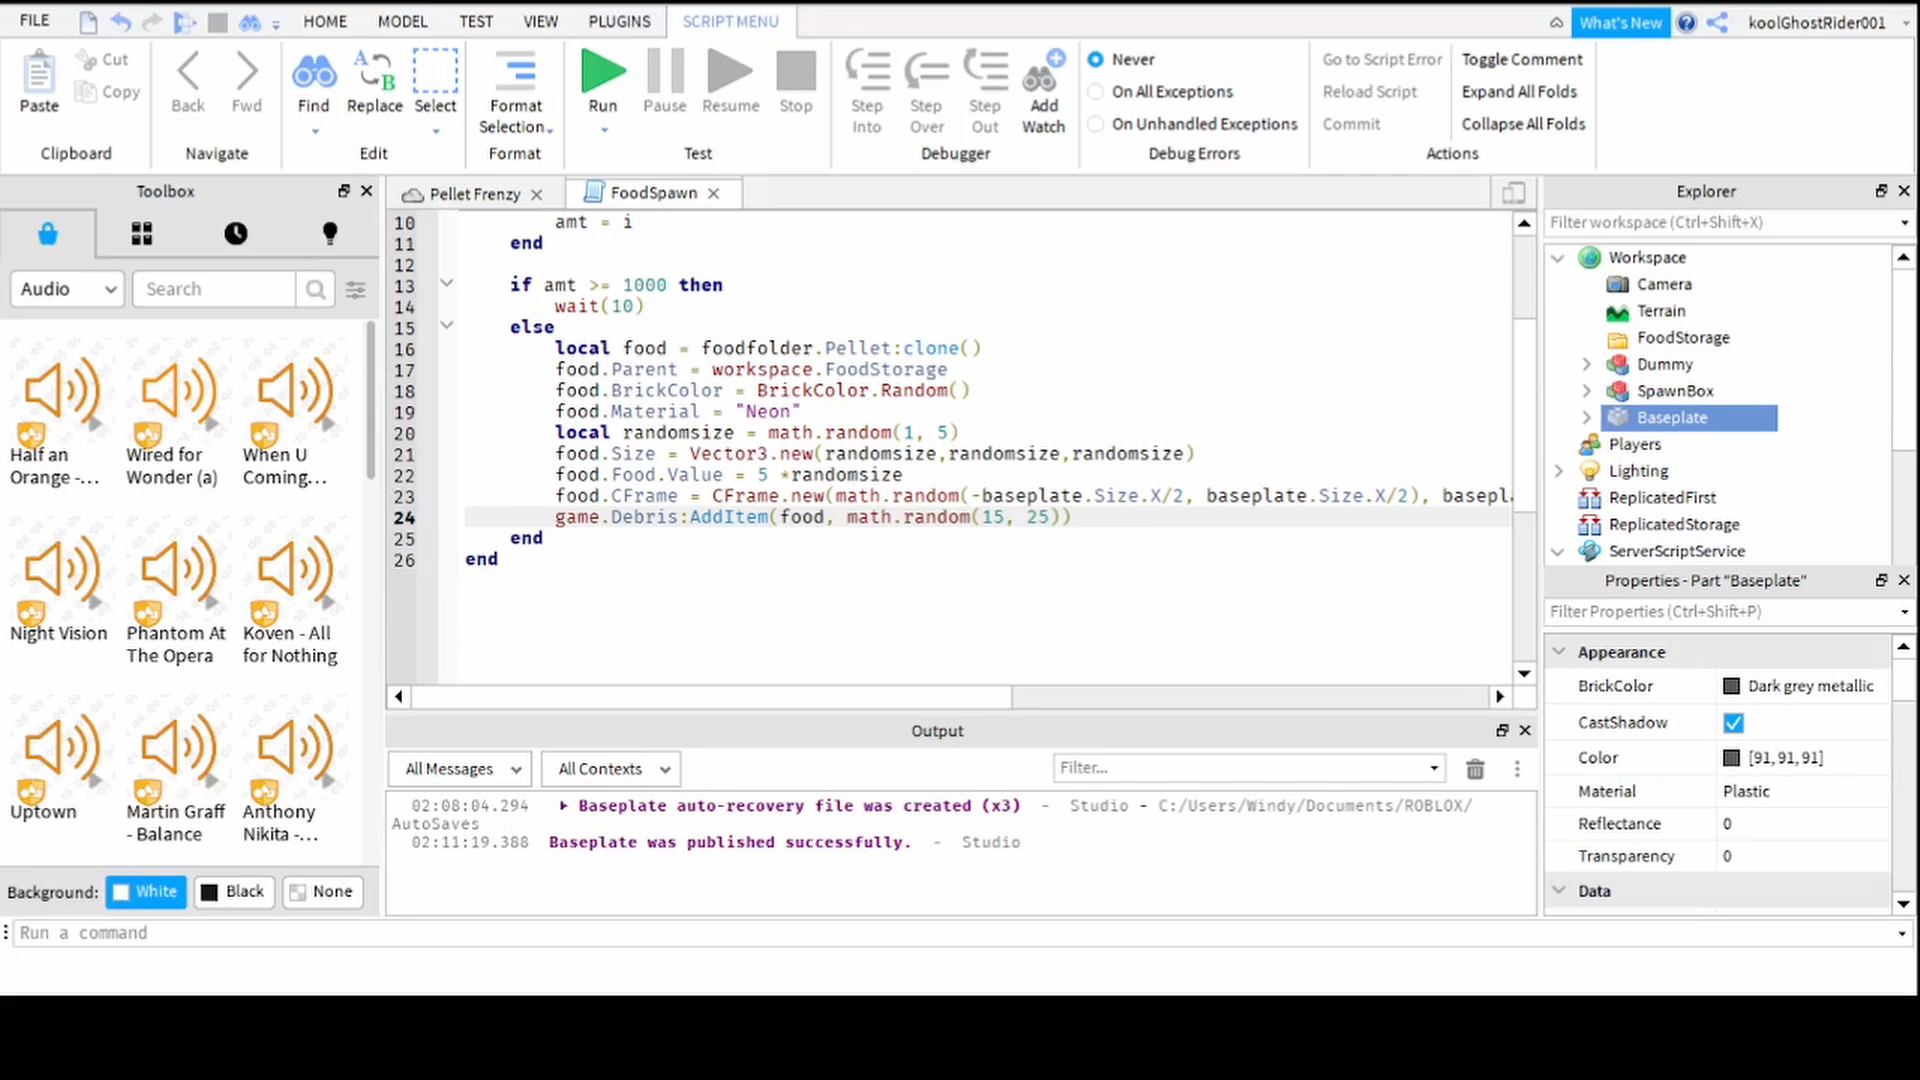 FILE HOME MODEL TEST VIEW PLUGINS SCRIPT MENU What's New koolGhostRider001
Paste Cut Copy Back Fwd Find Replace Select Format Selection Run Pause Resume Stop Step Into Step Over Step Out Add Watch
Never
On All Exceptions
On Unhandled Exceptions
Go to Script Error
Reload Script
Commit
Toggle Comment
Expand All Folds
Collapse All Folds
Clipboard Navigate Edit Format Test Debugger Debug Errors Actions
Toolbox
Audio Search
Half an Orange -...
Wired for Wonder (a)
When U Coming...
Night Vision
Phantom At The Opera
Koven - All for Nothing
Uptown
Martin Graff - Balance
Anthony Nikita -...
Background: White Black None
Pellet Frenzy FoodSpawn
10 amt = i
11 end
12
13 if amt >= 1000 then
14 wait(10)
15 else
16 local food = foodfolder.Pellet:clone()
17 food.Parent = workspace.FoodStorage
18 food.BrickColor = BrickColor.Random()
19 food.Material = "Neon"
20 local randomsize = math.random(1, 5)
21 food.Size = Vector3.new(randomsize,randomsize,randomsize)
22 food.Food.Value = 5 *randomsize
23 food.CFrame = CFrame.new(math.random(-baseplate.Size.X/2, baseplate.Size.X/2), basepl
24 game.Debris:AddItem(food, math.random(15, 25))
25 end
26 end
Output
All Messages All Contexts Filter...
02:08:04.294 Baseplate auto-recovery file was created (x3) - Studio - C:/Users/Windy/Documents/ROBLOX/
AutoSaves
02:11:19.388 Baseplate was published successfully. - Studio
Explorer
Filter workspace (Ctrl+Shift+X)
Workspace
Camera
Terrain
FoodStorage
Dummy
SpawnBox
Baseplate
Players
Lighting
ReplicatedFirst
ReplicatedStorage
ServerScriptService
Properties - Part "Baseplate"
Filter Properties (Ctrl+Shift+P)
Appearance
BrickColor Dark grey metallic
CastShadow
Color [91,91,91]
Material Plastic
Reflectance 0
Transparency 0
Data
Run a command